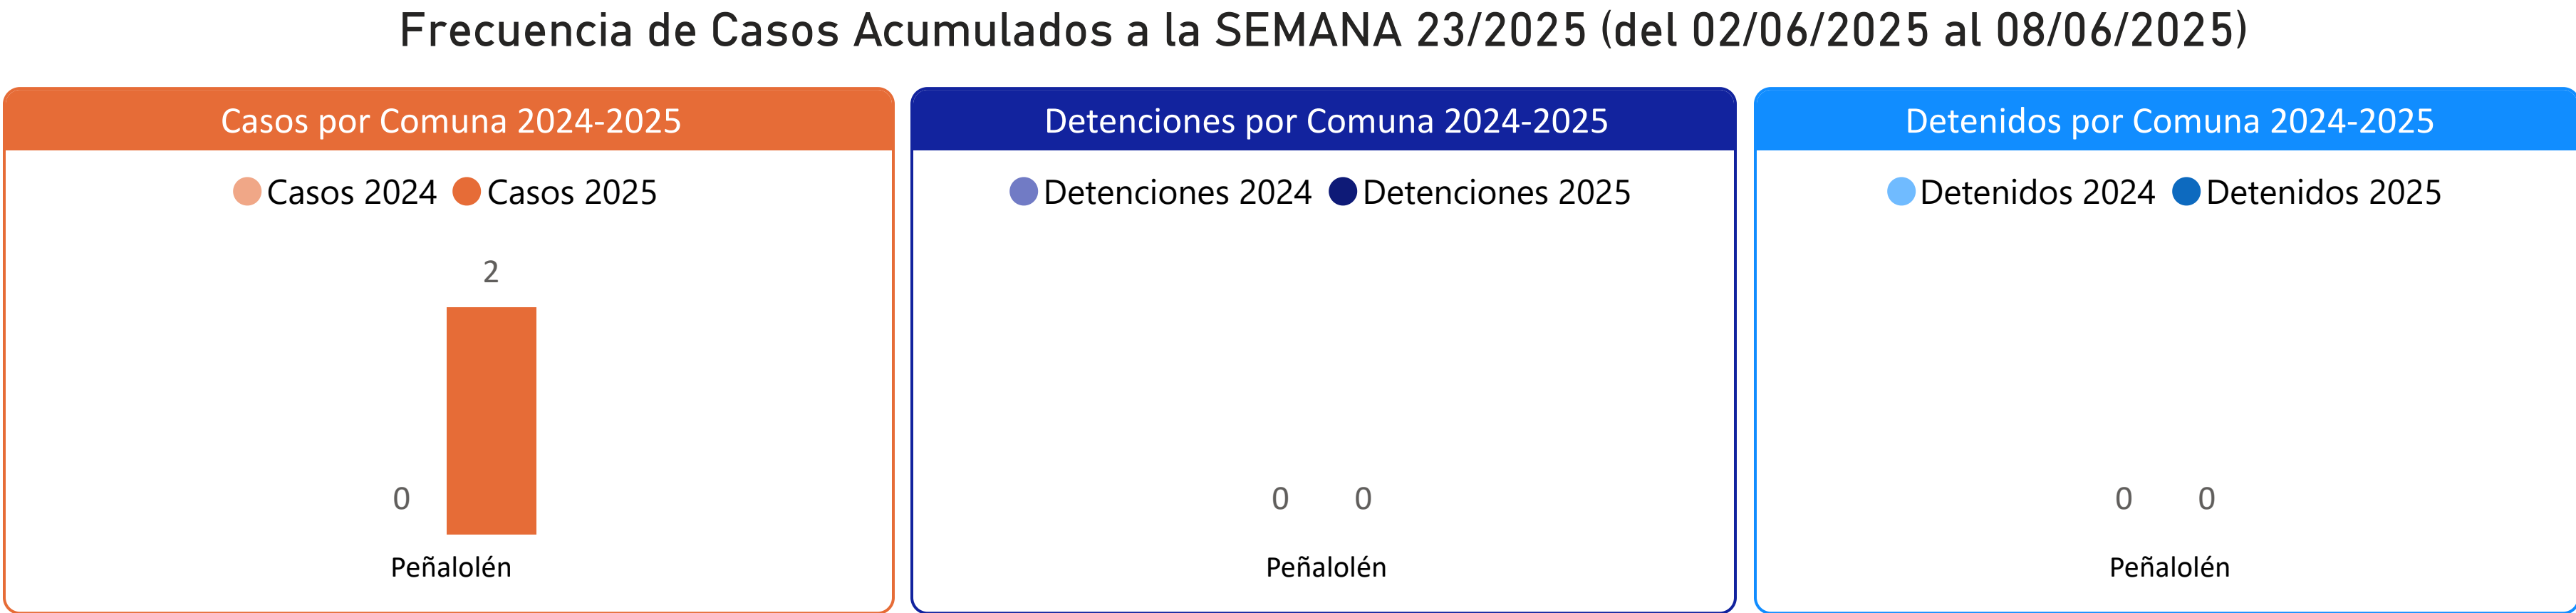 Frecuencia de Casos Acumulados a la SEMANA 23/2025 (del 02/06/2025 al 08/06/2025)
Casos por Comuna 2024-2025
Casos 2024 Casos 2025
2
0
Peñalolén
Detenciones por Comuna 2024-2025
Detenciones 2024 Detenciones 2025
0 0
Peñalolén
Detenidos por Comuna 2024-2025
Detenidos 2024 Detenidos 2025
0 0
Peñalolén